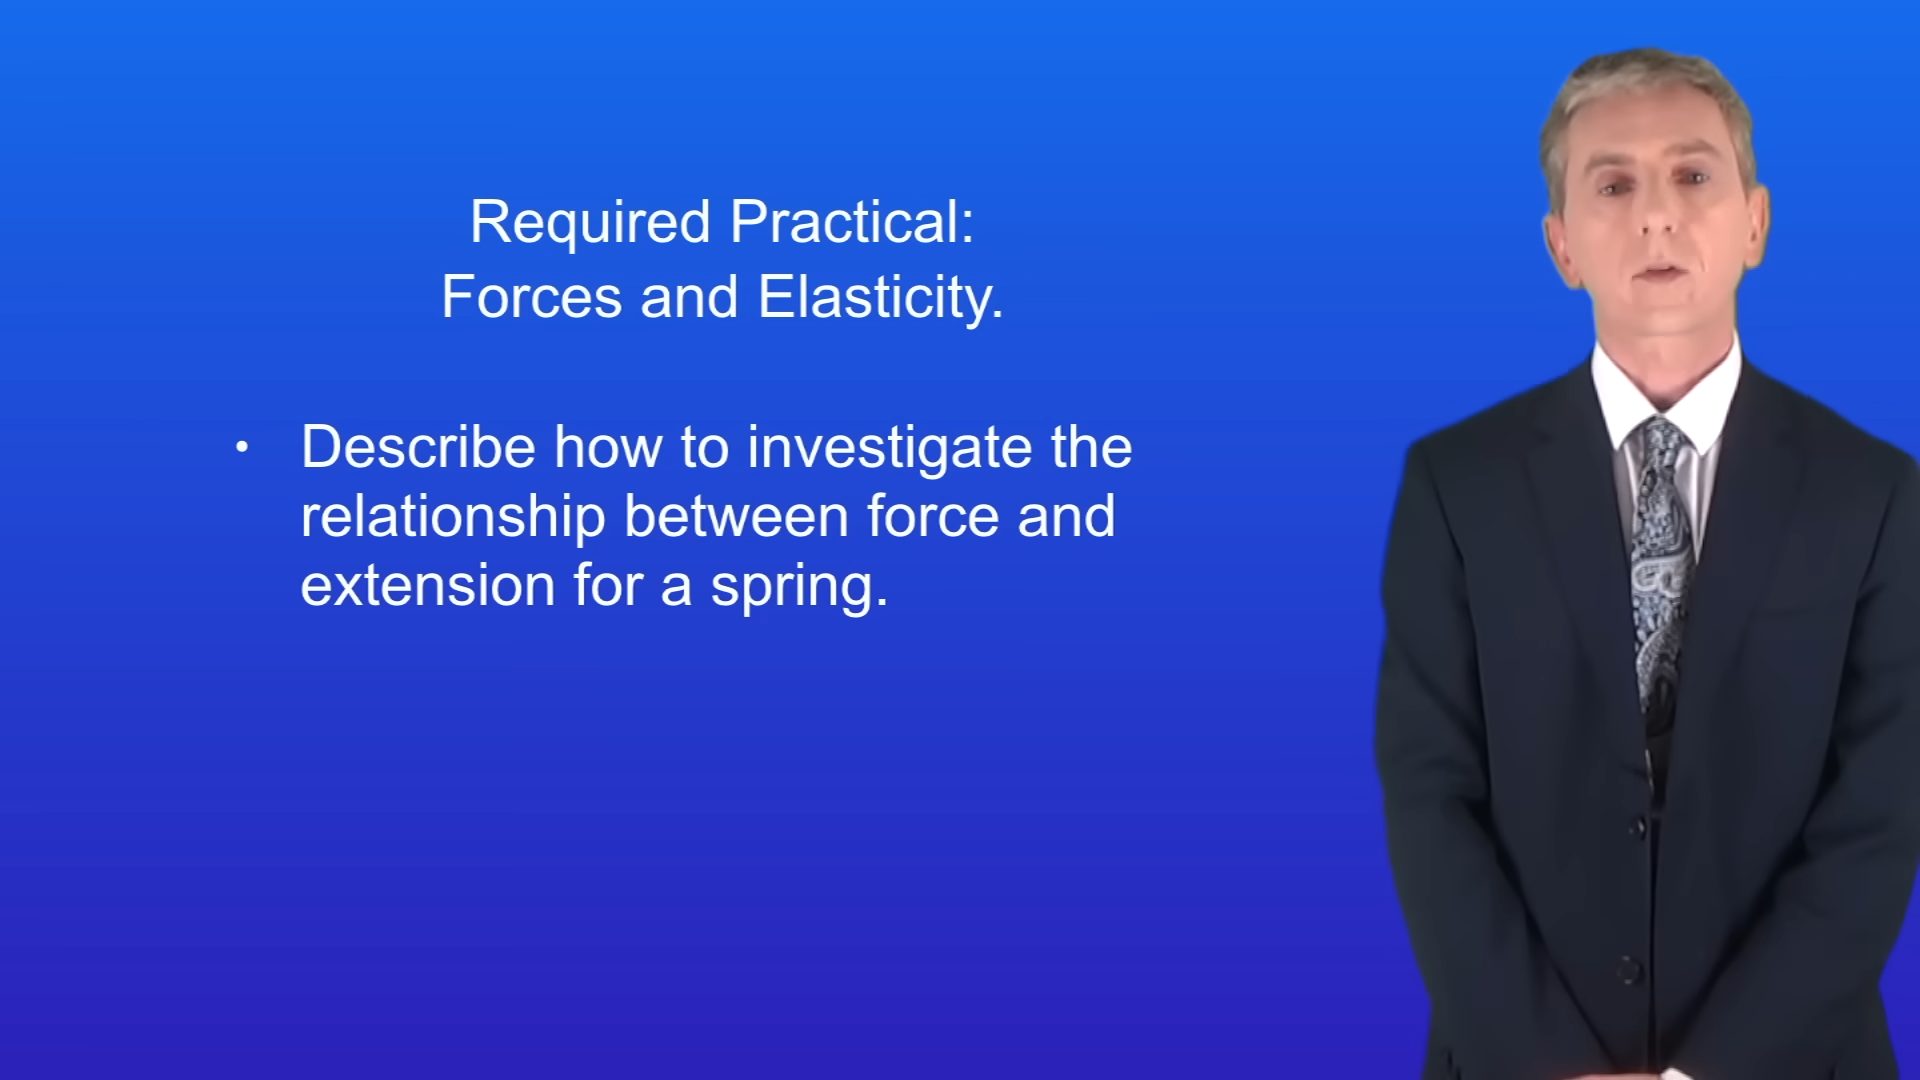 Required Practical:
Forces and Elasticity.
• Describe how to investigate the
relationship between force and
extension for a spring.